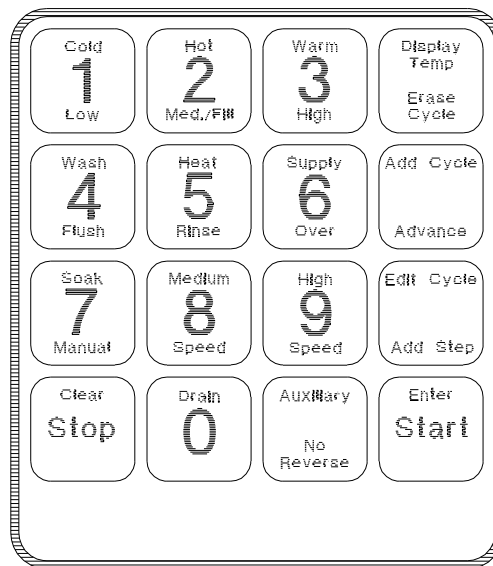 Cold
1
Low
Hot
2
Med./Fill
Warm
3
High
Display
Temp
Erase
Cycle
Wash
4
Flush
Heat
5
Rinse
Supply
6
Over
Add Cycle
Advance
Soak
7
Manual
Medium
8
Speed
High
9
Speed
Edit Cycle
Add Step
Clear
Stop
Drain
0
Auxiliary
No
Reverse
Enter
Start